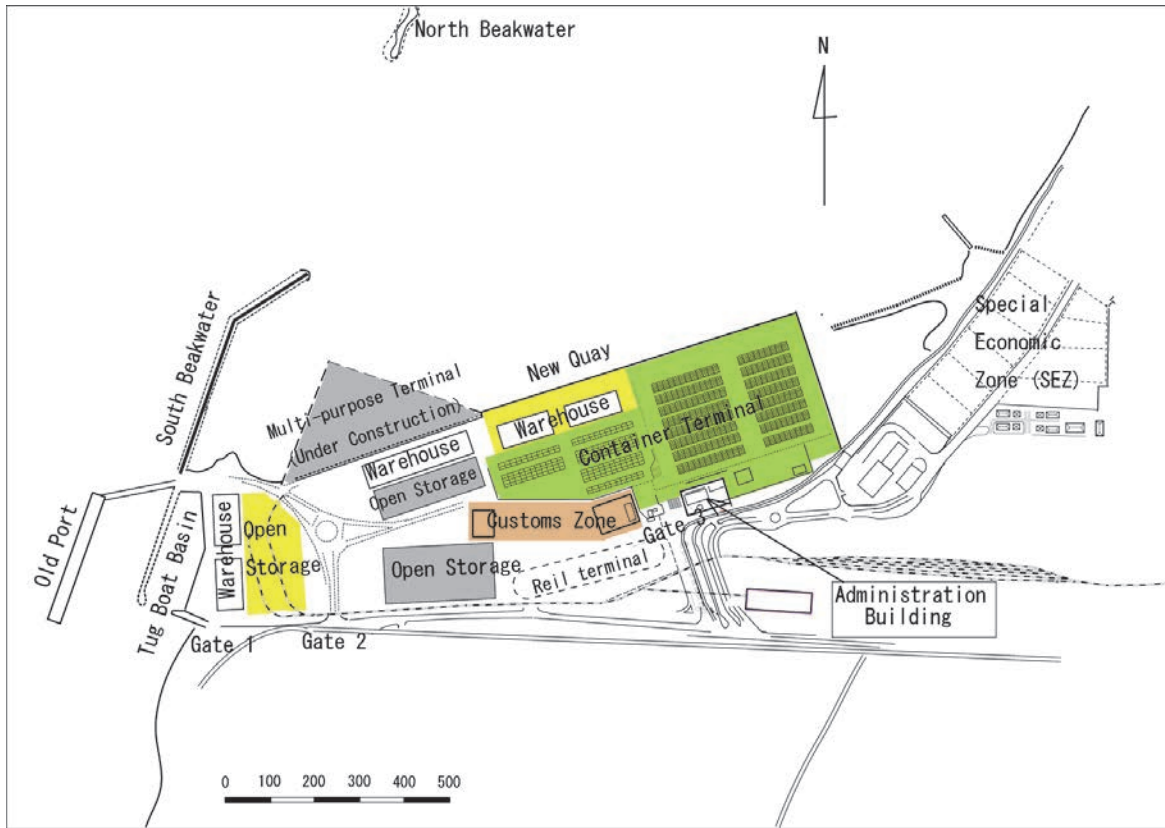 North Beakwater
N
South Beakwater
New Quay
Special
Economic
Zone (SEZ)
Multi-purpose Terminal
(Under Construction)
Warehouse
Container Terminal
Warehouse
Open Storage
Old Port
Tug Boat Basin
Warehouse
Open
Storage
Customs Zone
Gate 3
Open Storage
Reil terminal
Administration
Building
Gate 1
Gate 2
0 100 200 300 400 500